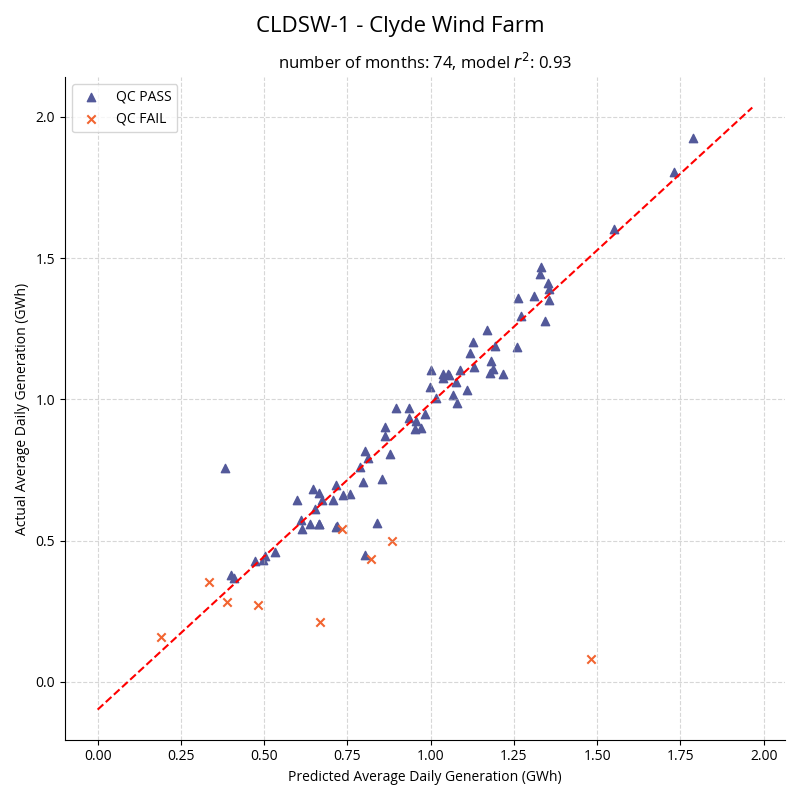 CLDSW-1 - Clyde Wind Farm
number of months: 74, model r²: 0.93
QC PASS
QC FAIL
Actual Average Daily Generation (GWh)
2.0
1.5
1.0
0.5
0.0
0.00 0.25 0.50 0.75 1.00 1.25 1.50 1.75 2.00
Predicted Average Daily Generation (GWh)